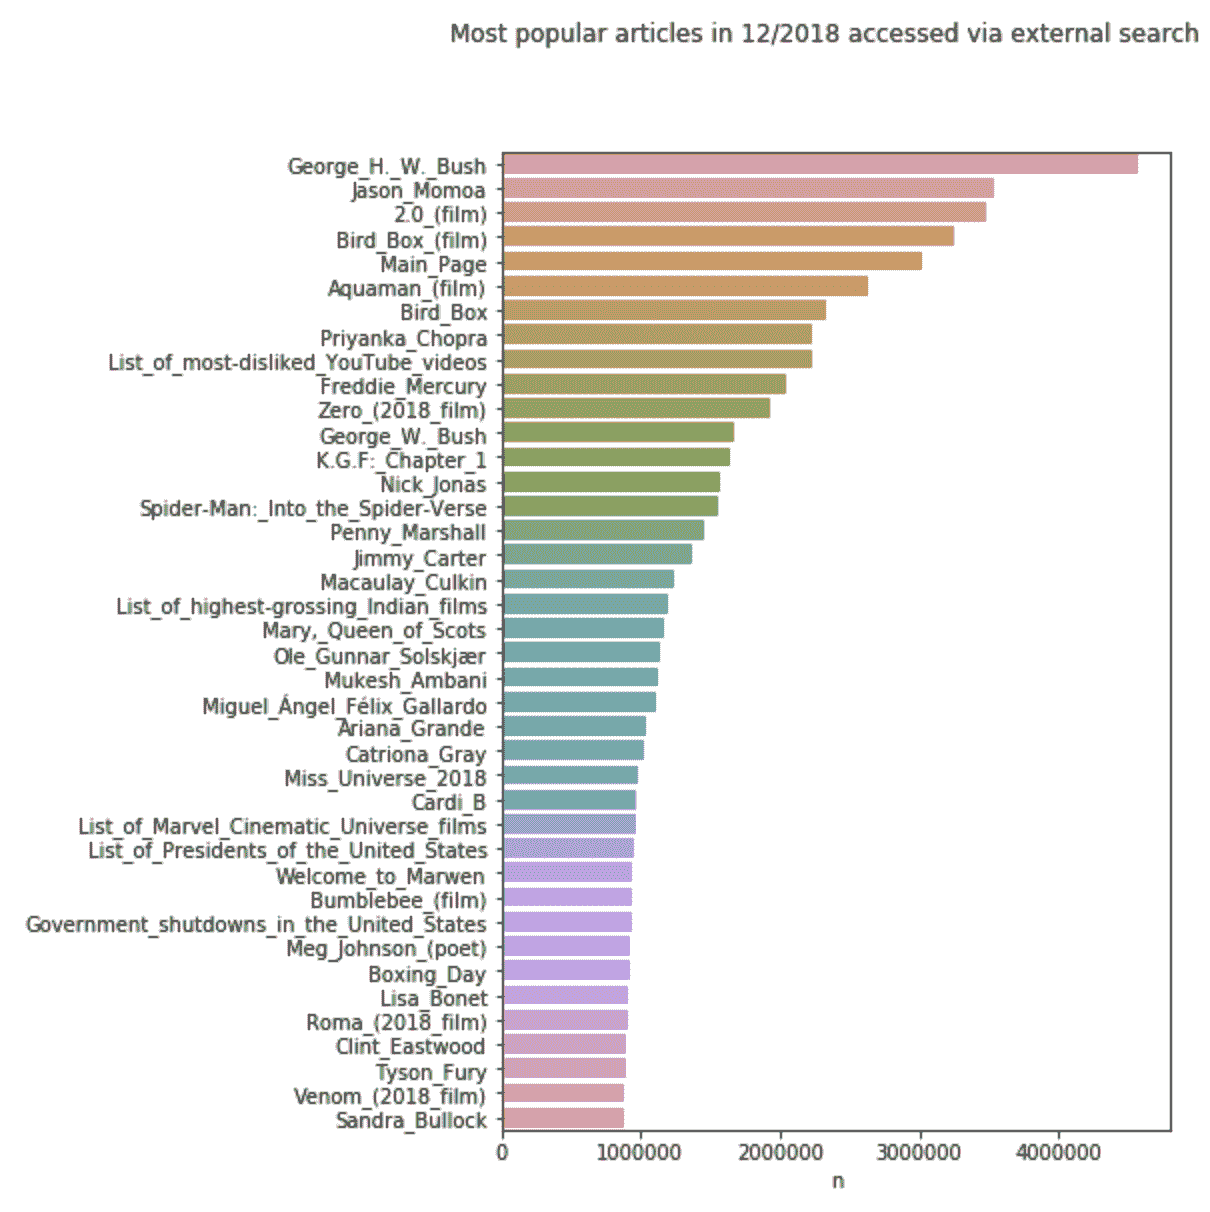 Most popular articles in 12/2018 accessed via external search
George_H._W._Bush
Jason_Momoa
2.0_(film)
Bird_Box_(film)
Main_Page
Aquaman_(film)
Bird_Box
Priyanka_Chopra
List_of_most-disliked_YouTube_videos
Freddie_Mercury
Zero_(2018_film)
George_W._Bush
K.G.F:_Chapter_1
Nick_Jonas
Spider-Man:_Into_the_Spider-Verse
Penny_Marshall
Jimmy_Carter
Macaulay_Culkin
List_of_highest-grossing_Indian_films
Mary,_Queen_of_Scots
Ole_Gunnar_Solskjær
Mukesh_Ambani
Miguel_Ángel_Félix_Gallardo
Ariana_Grande
Catriona_Gray
Miss_Universe_2018
Cardi_B
List_of_Marvel_Cinematic_Universe_films
List_of_Presidents_of_the_United_States
Welcome_to_Marwen
Bumblebee_(film)
Government_shutdowns_in_the_United_States
Meg_Johnson_(poet)
Boxing_Day
Lisa_Bonet
Roma_(2018_film)
Clint_Eastwood
Tyson_Fury
Venom_(2018_film)
Sandra_Bullock
0 1000000 2000000 3000000 4000000
n